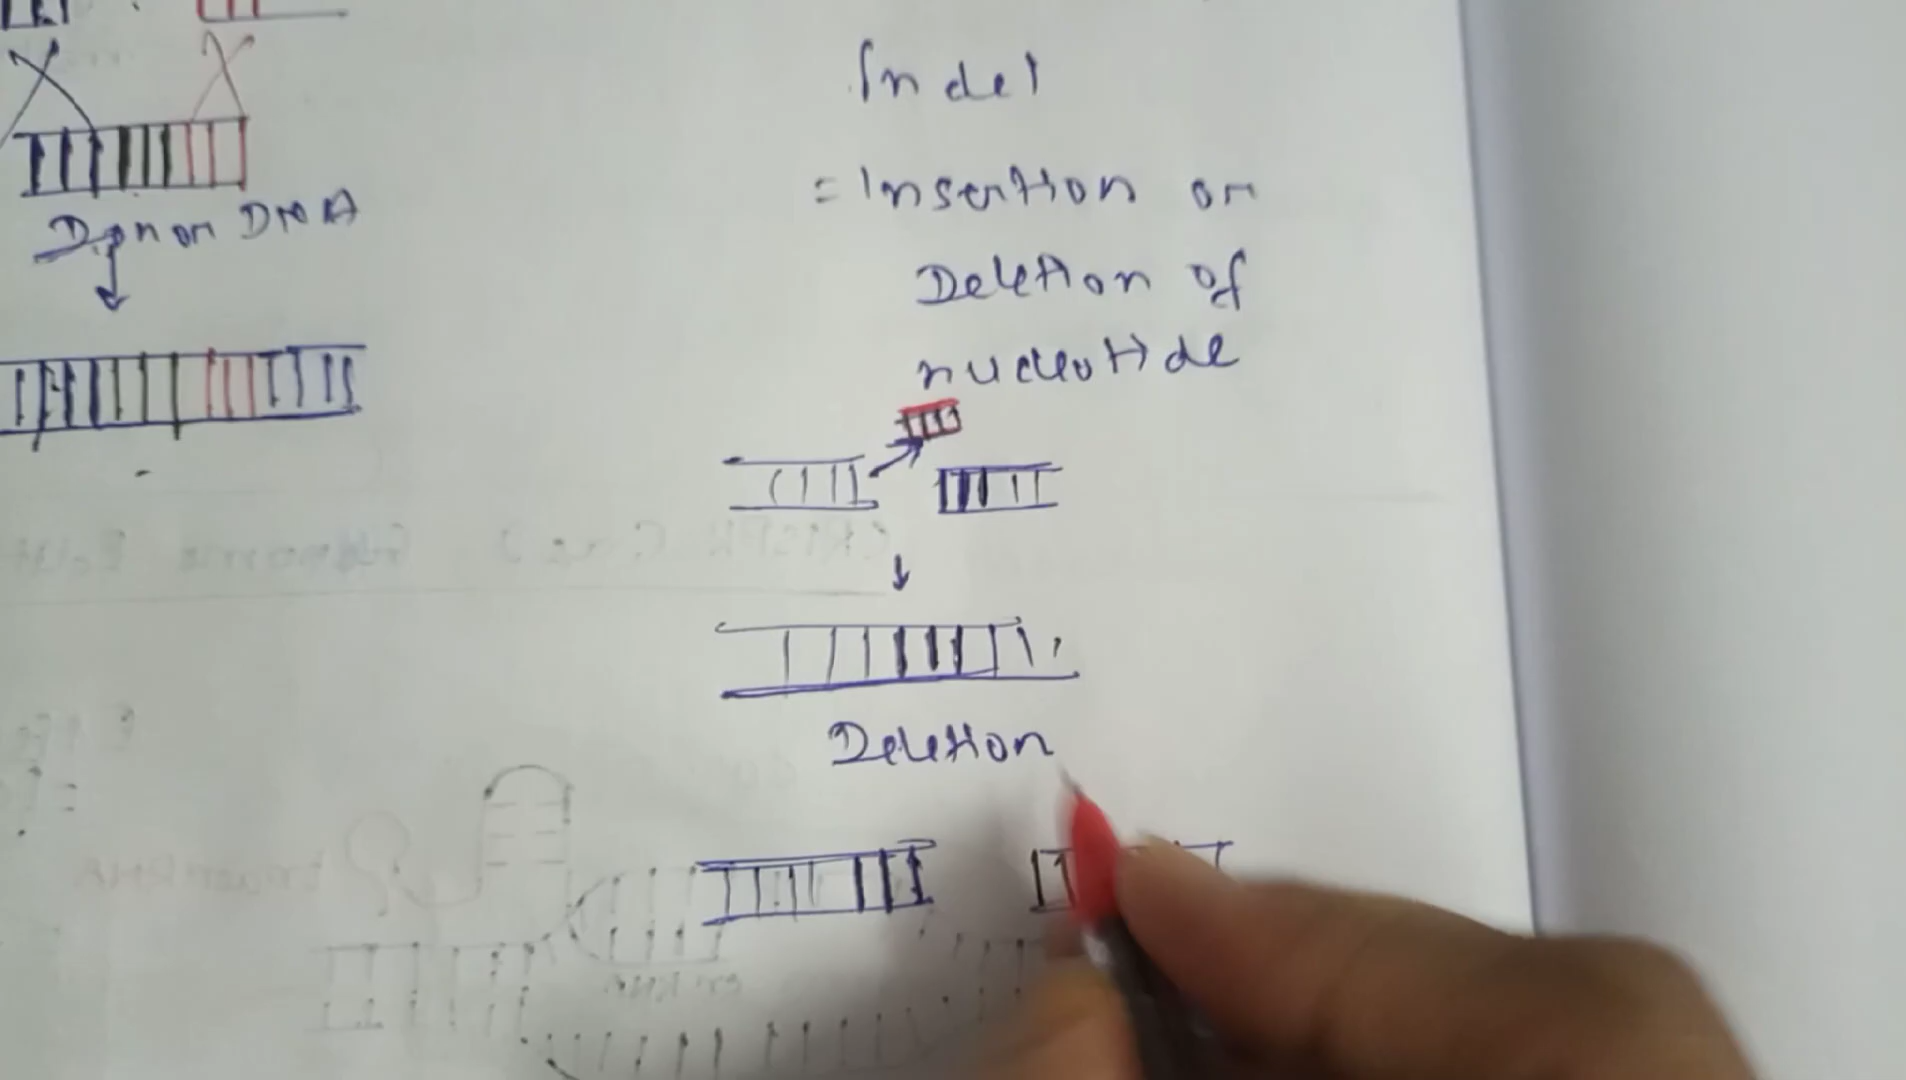 Indel
= Insertion or
Deletion of
nucleotide
Donor DNA
Deletion